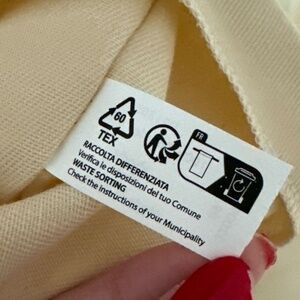 60
TEX
FR
RACCOLTA DIFFERENZIATA
Verifica le disposizioni del tuo Comune
WASTE SORTING
Check the instructions of your Municipality